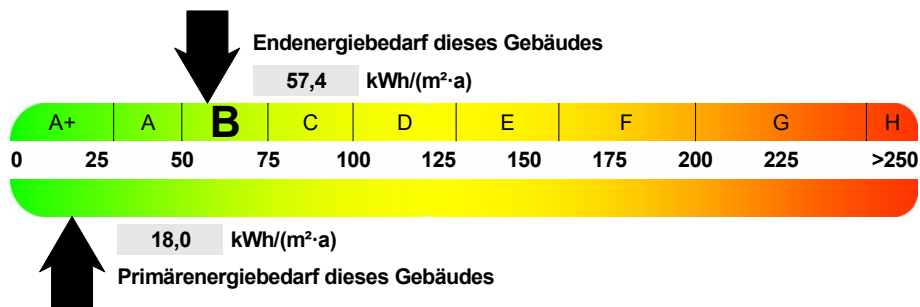 Endenergiebedarf dieses Gebäudes
57,4 kWh/(m²·a)
A+ A B C D E F G H
0 25 50 75 100 125 150 175 200 225 >250
18,0 kWh/(m²·a)
Primärenergiebedarf dieses Gebäudes